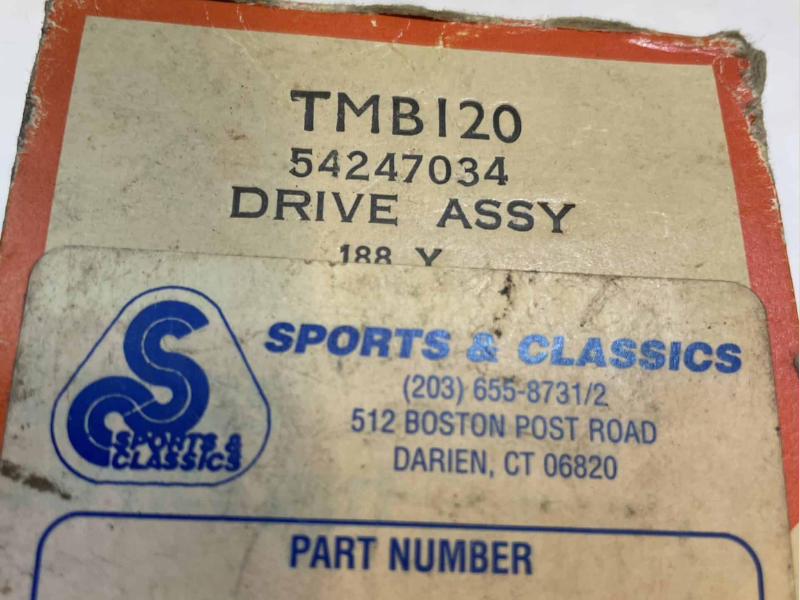 TMB120
54247034
DRIVE ASSY
188 Y
SPORTS & CLASSICS
(203) 655-8731/2
512 BOSTON POST ROAD
DARIEN, CT 06820
SPORTS &
CLASSICS
PART NUMBER